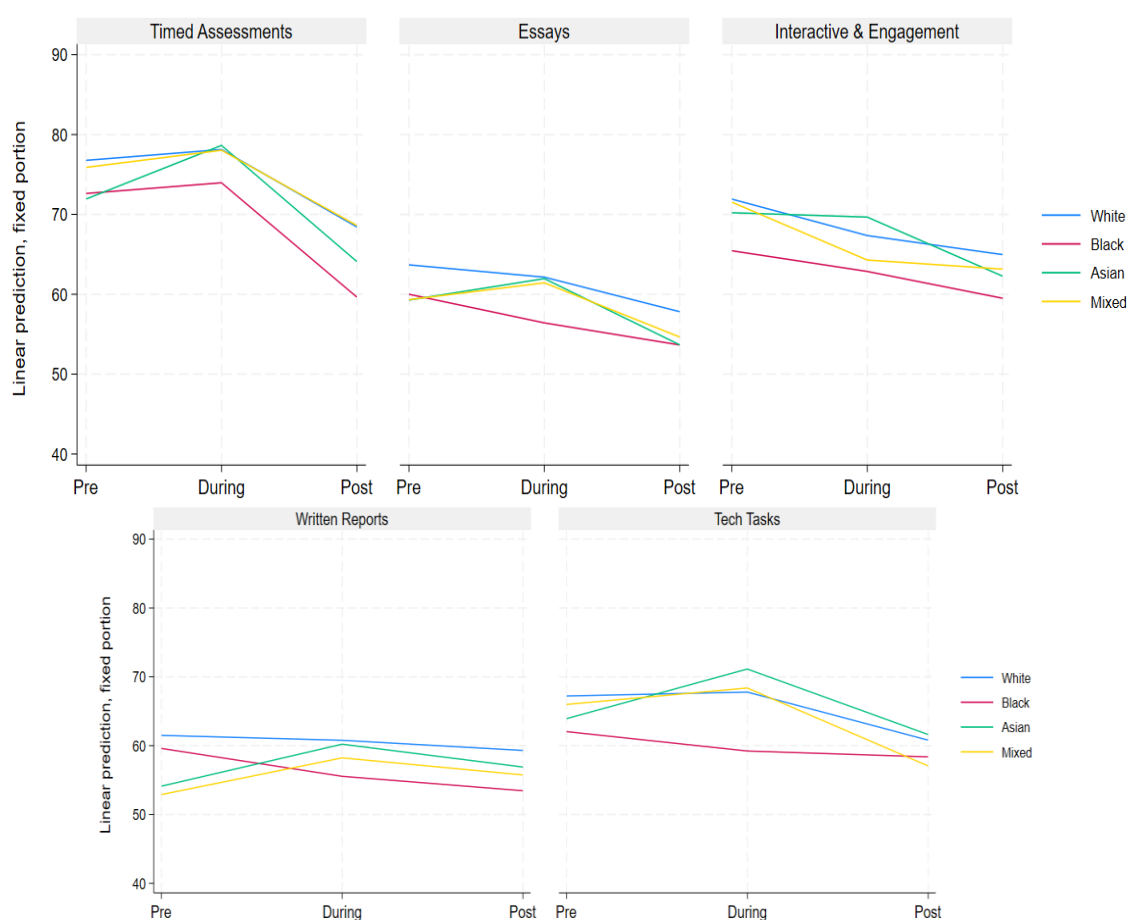 Timed Assessments Essays Interactive & Engagement
90
80
70
60
50
40
Linear prediction, fixed portion
Pre During Post Pre During Post Pre During Post
White
Black
Asian
Mixed
Written Reports Tech Tasks
90
80
70
60
50
40
Linear prediction, fixed portion
Pre During Post Pre During Post
White
Black
Asian
Mixed